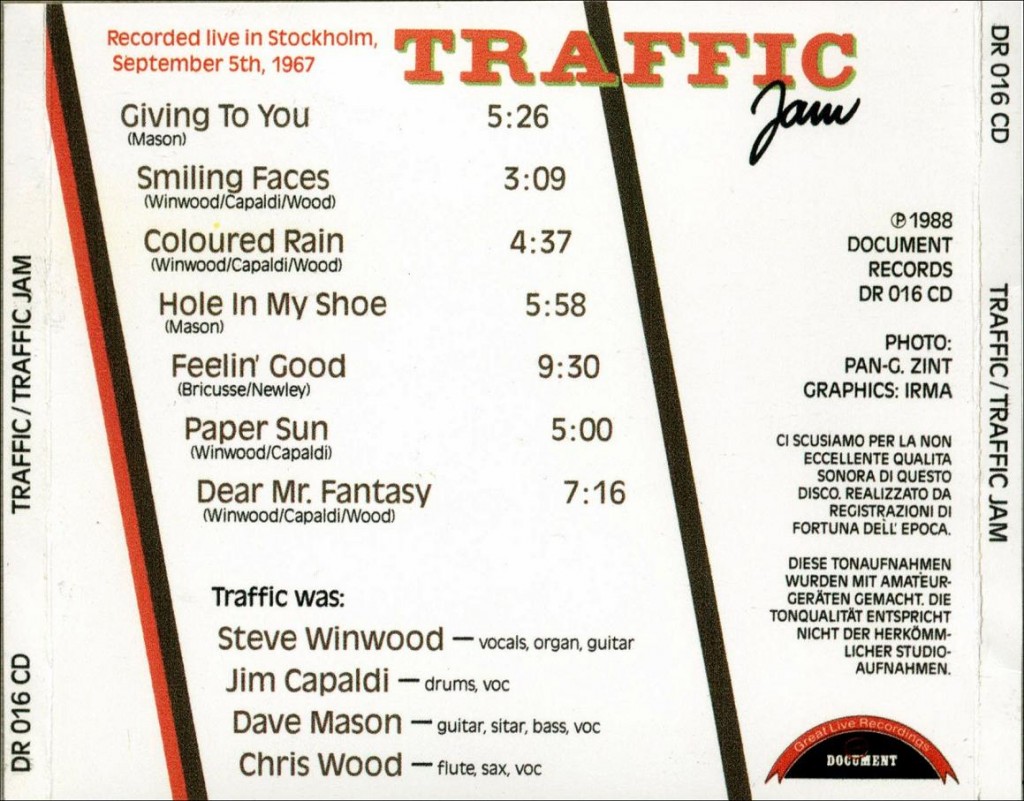 Recorded live in Stockholm,
September 5th, 1967
TRAFFIC
Jam
Giving To You 5:26
(Mason)
Smiling Faces 3:09
(Winwood/Capaldi/Wood)
Coloured Rain 4:37
(Winwood/Capaldi/Wood)
Hole In My Shoe 5:58
(Mason)
Feelin' Good 9:30
(Bricusse/Newley)
Paper Sun 5:00
(Winwood/Capaldi)
Dear Mr. Fantasy 7:16
(Winwood/Capaldi/Wood)
Traffic was:
Steve Winwood — vocals, organ, guitar
Jim Capaldi — drums, voc
Dave Mason — guitar, sitar, bass, voc
Chris Wood — flute, sax, voc
℗ 1988
DOCUMENT
RECORDS
DR 016 CD
PHOTO:
PAN-G. ZINT
GRAPHICS: IRMA
CI SCUSIAMO PER LA NON
ECCELLENTE QUALITA
SONORA DI QUESTO
DISCO. REALIZZATO DA
REGISTRAZIONI DI
FORTUNA DELL' EPOCA.
DIESE TONAUFNAHMEN
WURDEN MIT AMATEUR-
GERÄTEN GEMACHT. DIE
TONQUALITÄT ENTSPRICHT
NICHT DER HERKÖMM-
LICHER STUDIO-
AUFNAHMEN.
Great Live Recordings
DOCUMENT
TRAFFIC/TRAFFIC JAM
DR 016 CD
DR 016 CD
TRAFFIC/TRAFFIC JAM